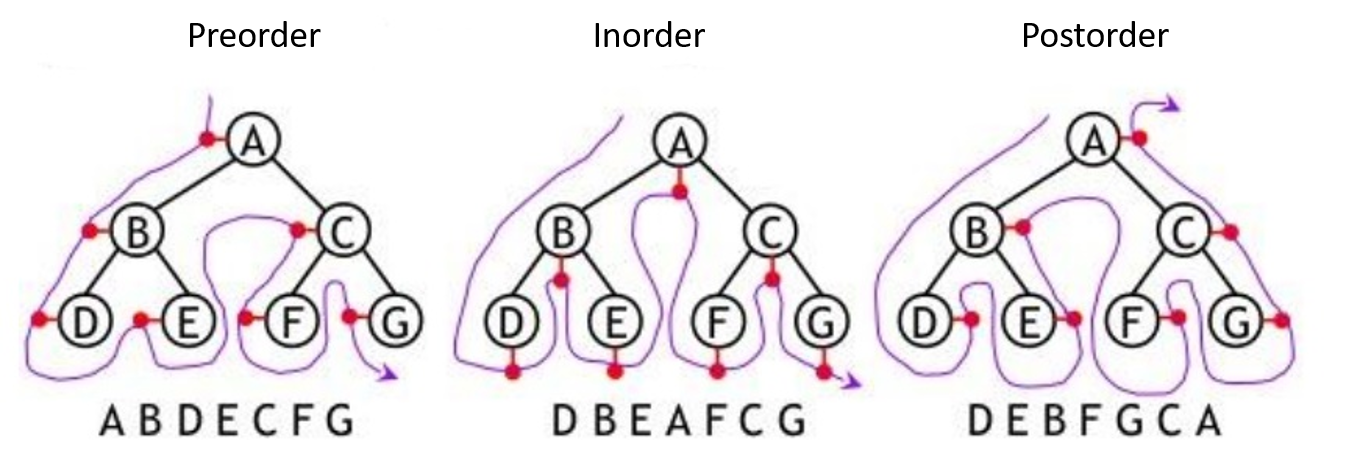 Preorder Inorder Postorder
A A A
B C B C B C
D E F G D E F G D E F G
A B D E C F G D B E A F C G D E B F G C A